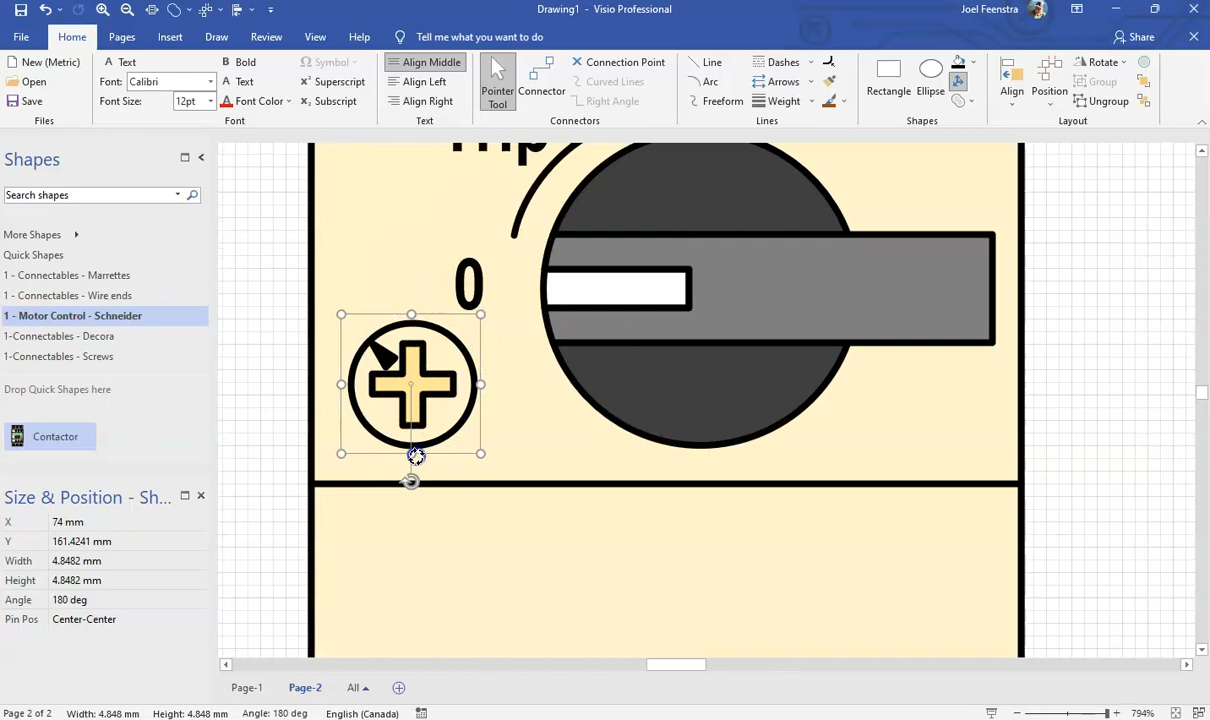 Drawing1 - Visio Professional
Joel Feenstra
File Home Pages Insert Draw Review View Help Tell me what you want to do Share
New (Metric)
Open
Save
Files
Text Bold Symbol
Font: Calibri Text Superscript
Font Size: 12pt Font Color Subscript
Font
Align Middle
Align Left
Align Right
Text
Pointer Tool
Connector
Connection Point
Curved Lines
Right Angle
Connectors
Line Dashes
Arc Arrows
Freeform Weight
Lines
Rectangle Ellipse
Shapes
Align Position
Rotate
Group
Ungroup
Layout
Shapes
Search shapes
More Shapes
Quick Shapes
1 - Connectables - Marrettes
1 - Connectables - Wire ends
1 - Motor Control - Schneider
1-Connectables - Decora
1-Connectables - Screws
Drop Quick Shapes here
Contactor
Size & Position - Sh...
X 74 mm
Y 161.4241 mm
Width 4.8482 mm
Height 4.8482 mm
Angle 180 deg
Pin Pos Center-Center
Trip
0
Page-1 Page-2 All
Page 2 of 2 Width: 4.848 mm Height: 4.848 mm Angle: 180 deg English (Canada) 794%